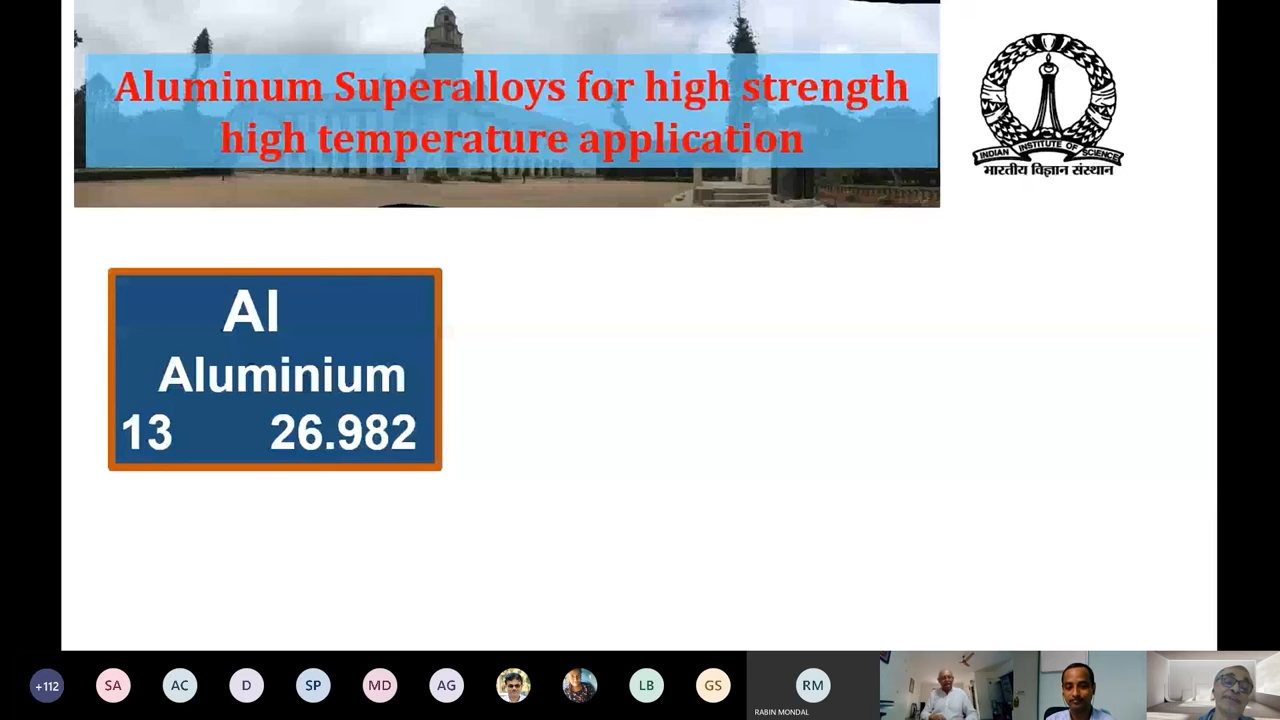 Aluminum Superalloys for high strength
high temperature application
INDIAN INSTITUTE OF SCIENCE
भारतीय विज्ञान संस्थान
Al
Aluminium
13 26.982
+112 SA AC D SP MD AG LB GS RM
RABIN MONDAL